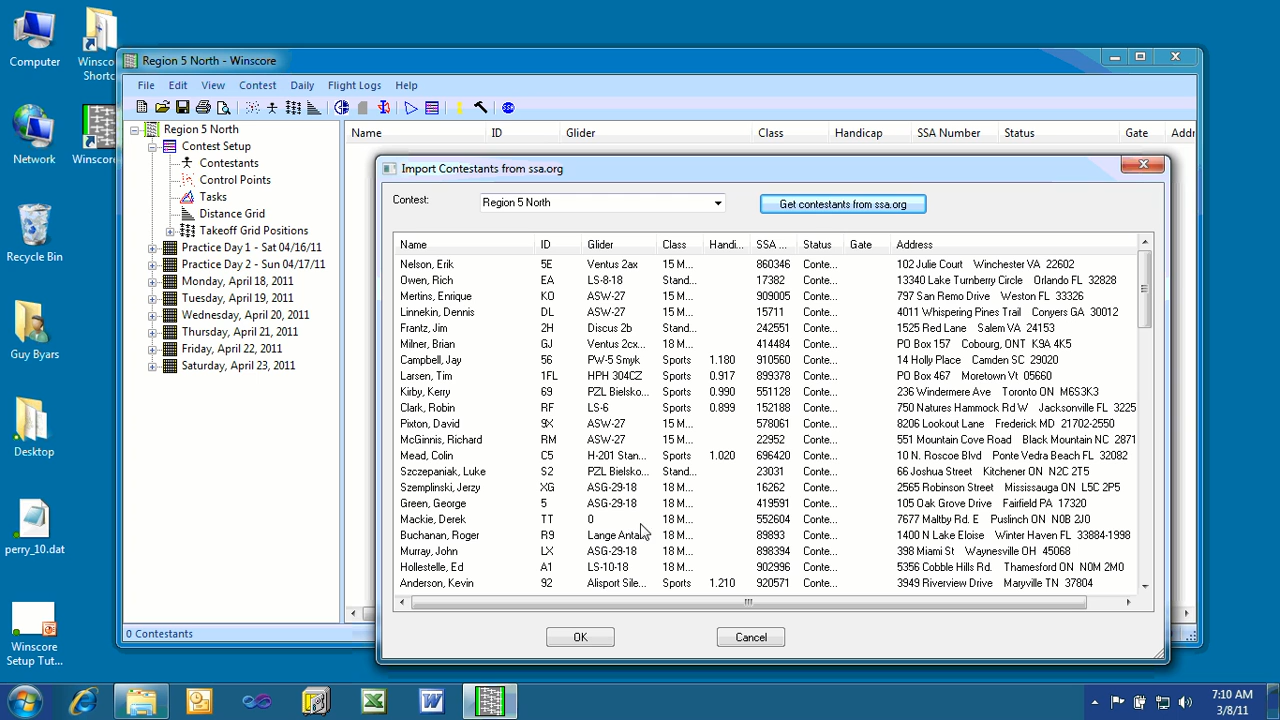 Computer
Winsc
Shortc
Network
Winscore
Recycle Bin
Guy Byars
Desktop
perry_10.dat
Winscore
Setup Tut...
Region 5 North - Winscore
File Edit View Contest Daily Flight Logs Help
Region 5 North
Contest Setup
Contestants
Control Points
Tasks
Distance Grid
Takeoff Grid Positions
Practice Day 1 - Sat 04/16/11
Practice Day 2 - Sun 04/17/11
Monday, April 18, 2011
Tuesday, April 19, 2011
Wednesday, April 20, 2011
Thursday, April 21, 2011
Friday, April 22, 2011
Saturday, April 23, 2011
Name ID Glider Class Handicap SSA Number Status Gate Addr
Import Contestants from ssa.org
Contest: Region 5 North Get contestants from ssa.org
Name ID Glider Class Handi... SSA ... Status Gate Address
Nelson, Erik 5E Ventus 2ax 15 M... 860346 Conte... 102 Julie Court Winchester VA 22602
Owen, Rich EA LS-8-18 Stand... 17382 Conte... 13340 Lake Turnberry Circle Orlando FL 32828
Mertins, Enrique KO ASW-27 15 M... 909005 Conte... 797 San Remo Drive Weston FL 33326
Linnekin, Dennis DL ASW-27 15 M... 15711 Conte... 4011 Whispering Pines Trail Conyers GA 30012
Frantz, Jim 2H Discus 2b Stand... 242551 Conte... 1525 Red Lane Salem VA 24153
Milner, Brian GJ Ventus 2cx... 18 M... 414484 Conte... PO Box 157 Cobourg, ONT K9A 4K5
Campbell, Jay 56 PW-5 Smyk Sports 1.180 910560 Conte... 14 Holly Place Camden SC 29020
Larsen, Tim 1FL HPH 304CZ Sports 0.917 899378 Conte... PO Box 467 Moretown Vt 05660
Kirby, Kerry 69 PZL Bielsko... Sports 0.990 551128 Conte... 236 Windermere Ave Toronto ON M6S3K3
Clark, Robin RF LS-6 Sports 0.899 152188 Conte... 750 Natures Hammock Rd W Jacksonville FL 3225
Pixton, David 9X ASW-27 15 M... 578061 Conte... 8206 Lookout Lane Frederick MD 21702-2550
McGinnis, Richard RM ASW-27 15 M... 22952 Conte... 551 Mountain Cove Road Black Mountain NC 2871
Mead, Colin C5 H-201 Stan... Sports 1.020 696420 Conte... 10 N. Roscoe Blvd Ponte Vedra Beach FL 32082
Szczepaniak, Luke S2 PZL Bielsko... Stand... 23031 Conte... 66 Joshua Street Kitchener ON N2C 2T5
Szemplinski, Jerzy XG ASG-29-18 18 M... 16262 Conte... 2565 Robinson Street Mississauga ON L5C 2P5
Green, George 5 ASG-29-18 18 M... 419591 Conte... 105 Oak Grove Drive Fairfield PA 17320
Mackie, Derek TT 0 18 M... 552604 Conte... 7677 Maltby Rd. E Puslinch ON N0B 2J0
Buchanan, Roger R9 Lange Anta... 18 M... 89893 Conte... 1400 N Lake Eloise Winter Haven FL 33884-1998
Murray, John LX ASG-29-18 18 M... 898394 Conte... 398 Miami St Waynesville OH 45068
Hollestelle, Ed A1 LS-10-18 18 M... 902996 Conte... 5356 Cobble Hills Rd. Thamesford ON N0M 2M0
Anderson, Kevin 92 Alisport Sile... Sports 1.210 920571 Conte... 3949 Riverview Drive Maryville TN 37804
OK Cancel
0 Contestants
7:10 AM
3/8/11